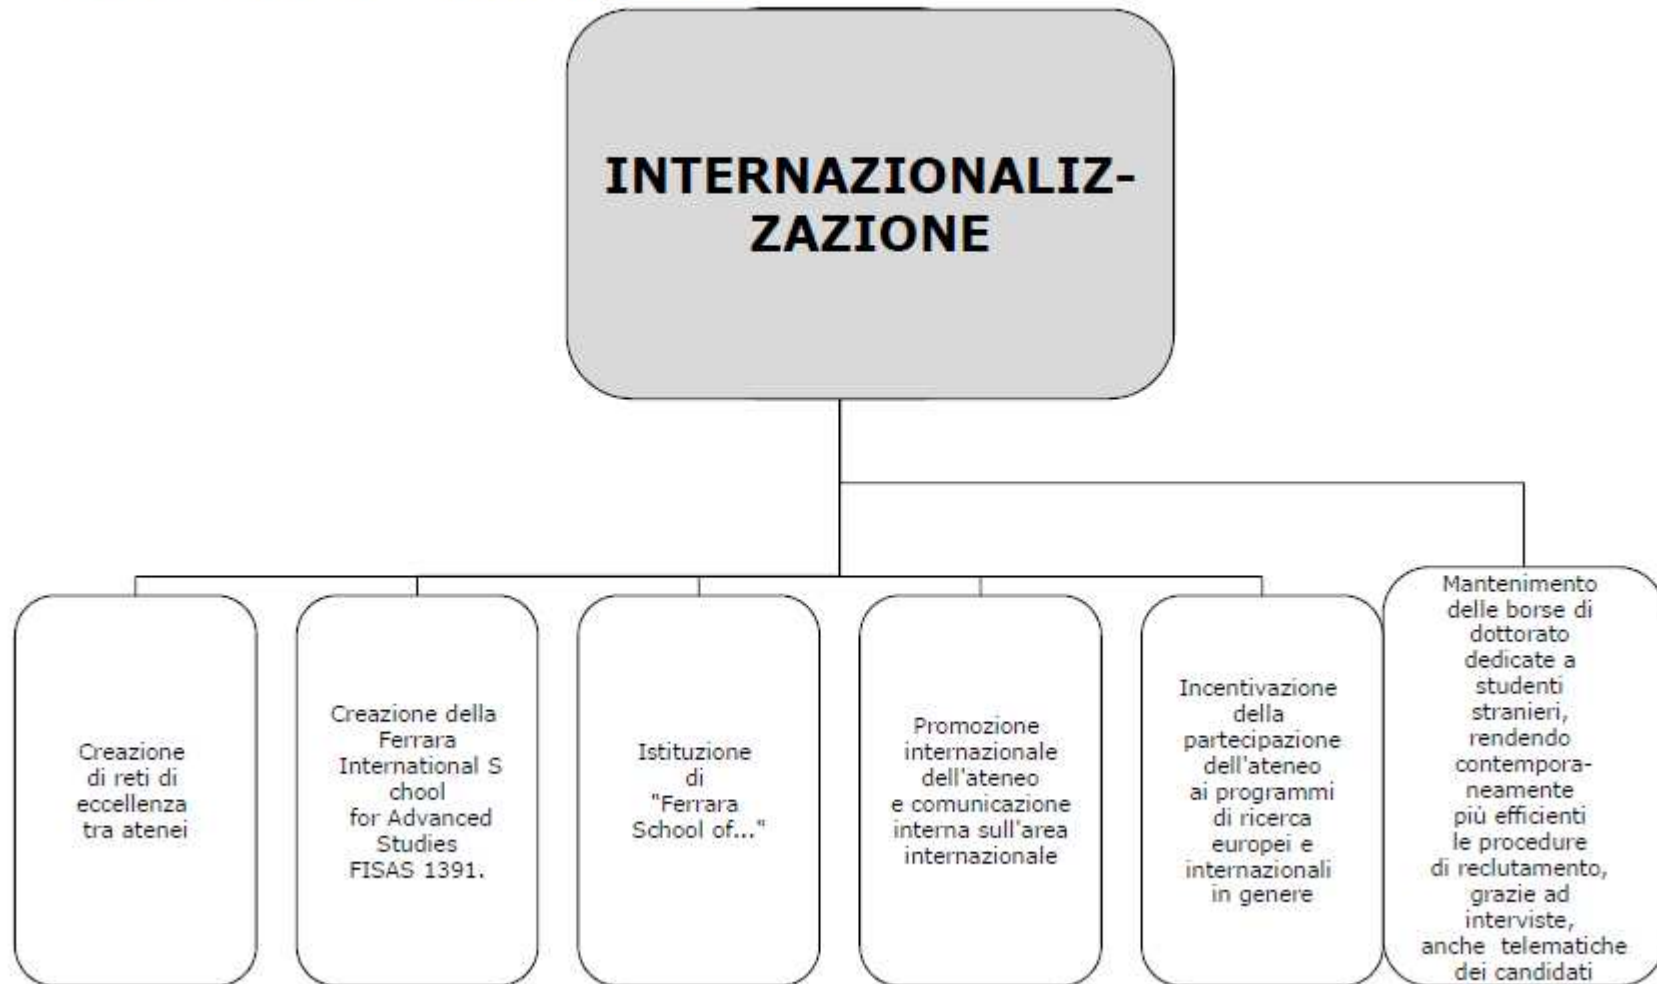 INTERNAZIONALIZ-
ZAZIONE
Creazione
di reti di
eccellenza
tra atenei
Creazione della
Ferrara
International S
chool
for Advanced
Studies
FISAS 1391.
Istituzione
di
"Ferrara
School of..."
Promozione
internazionale
dell'ateneo
e comunicazione
interna sull'area
internazionale
Incentivazione
della
partecipazione
dell'ateneo
ai programmi
di ricerca
europei e
internazionali
in genere
Mantenimento
delle borse di
dottorato
dedicate a
studenti
stranieri,
rendendo
contempora-
neamente
più efficienti
le procedure
di reclutamento,
grazie ad
interviste,
anche telematiche
dei candidati